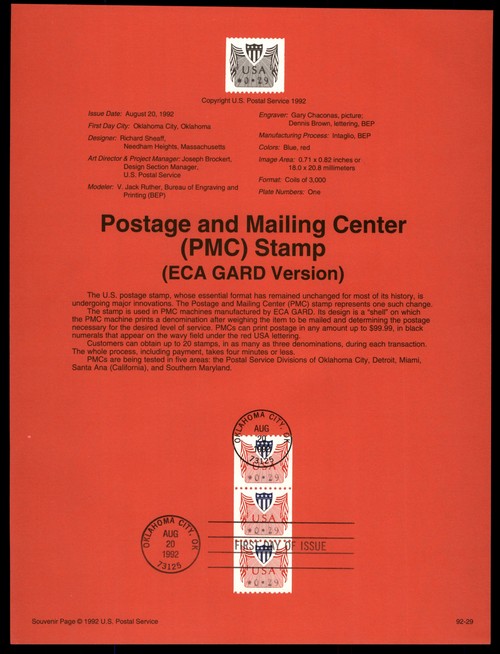 USA
*0*29
Copyright U.S. Postal Service 1992
Issue Date: August 20, 1992
First Day City: Oklahoma City, Oklahoma
Designer: Richard Sheaff,
Needham Heights, Massachusetts
Art Director & Project Manager: Joseph Brockert,
Design Section Manager,
U.S. Postal Service
Modeler: V. Jack Ruther, Bureau of Engraving and
Printing (BEP)
Engraver: Gary Chaconas, picture;
Dennis Brown, lettering, BEP
Manufacturing Process: Intaglio, BEP
Colors: Blue, red
Image Area: 0.71 x 0.82 inches or
18.0 x 20.8 millimeters
Format: Coils of 3,000
Plate Numbers: One
Postage and Mailing Center
(PMC) Stamp
(ECA GARD Version)
The U.S. postage stamp, whose essential format has remained unchanged for most of its history, is
undergoing major innovations. The Postage and Mailing Center (PMC) stamp represents one such change.
The stamp is used in PMC machines manufactured by ECA GARD. Its design is a "shell" on which
the PMC machine prints a denomination after weighing the item to be mailed and determining the postage
necessary for the desired level of service. PMCs can print postage in any amount up to $99.99, in black
numerals that appear on the wavy field under the red USA lettering.
Customers can obtain up to 20 stamps, in as many as three denominations, during each transaction.
The whole process, including payment, takes four minutes or less.
PMCs are being tested in five areas: the Postal Service Divisions of Oklahoma City, Detroit, Miami,
Santa Ana (California), and Southern Maryland.
OKLAHOMA CITY, OK
AUG
20
1992
73125
*0*29
USA
*0*29
OKLAHOMA CITY, OK
AUG
20
1992
73125
FIRST DAY OF ISSUE
USA
*0*29
Souvenir Page © 1992 U.S. Postal Service
92-29